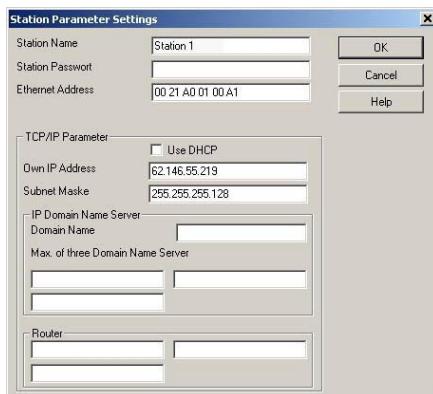 Station Parameter Settings
Station Name
Station 1
OK
Station Passwort
Cancel
Ethernet Address
00 21 A0 01 00 A1
Help
TCP/IP Parameter
Use DHCP
Own IP Address
62.146.55.219
Subnet Maske
255.255.255.128
IP Domain Name Server
Domain Name
Max. of three Domain Name Server
Router